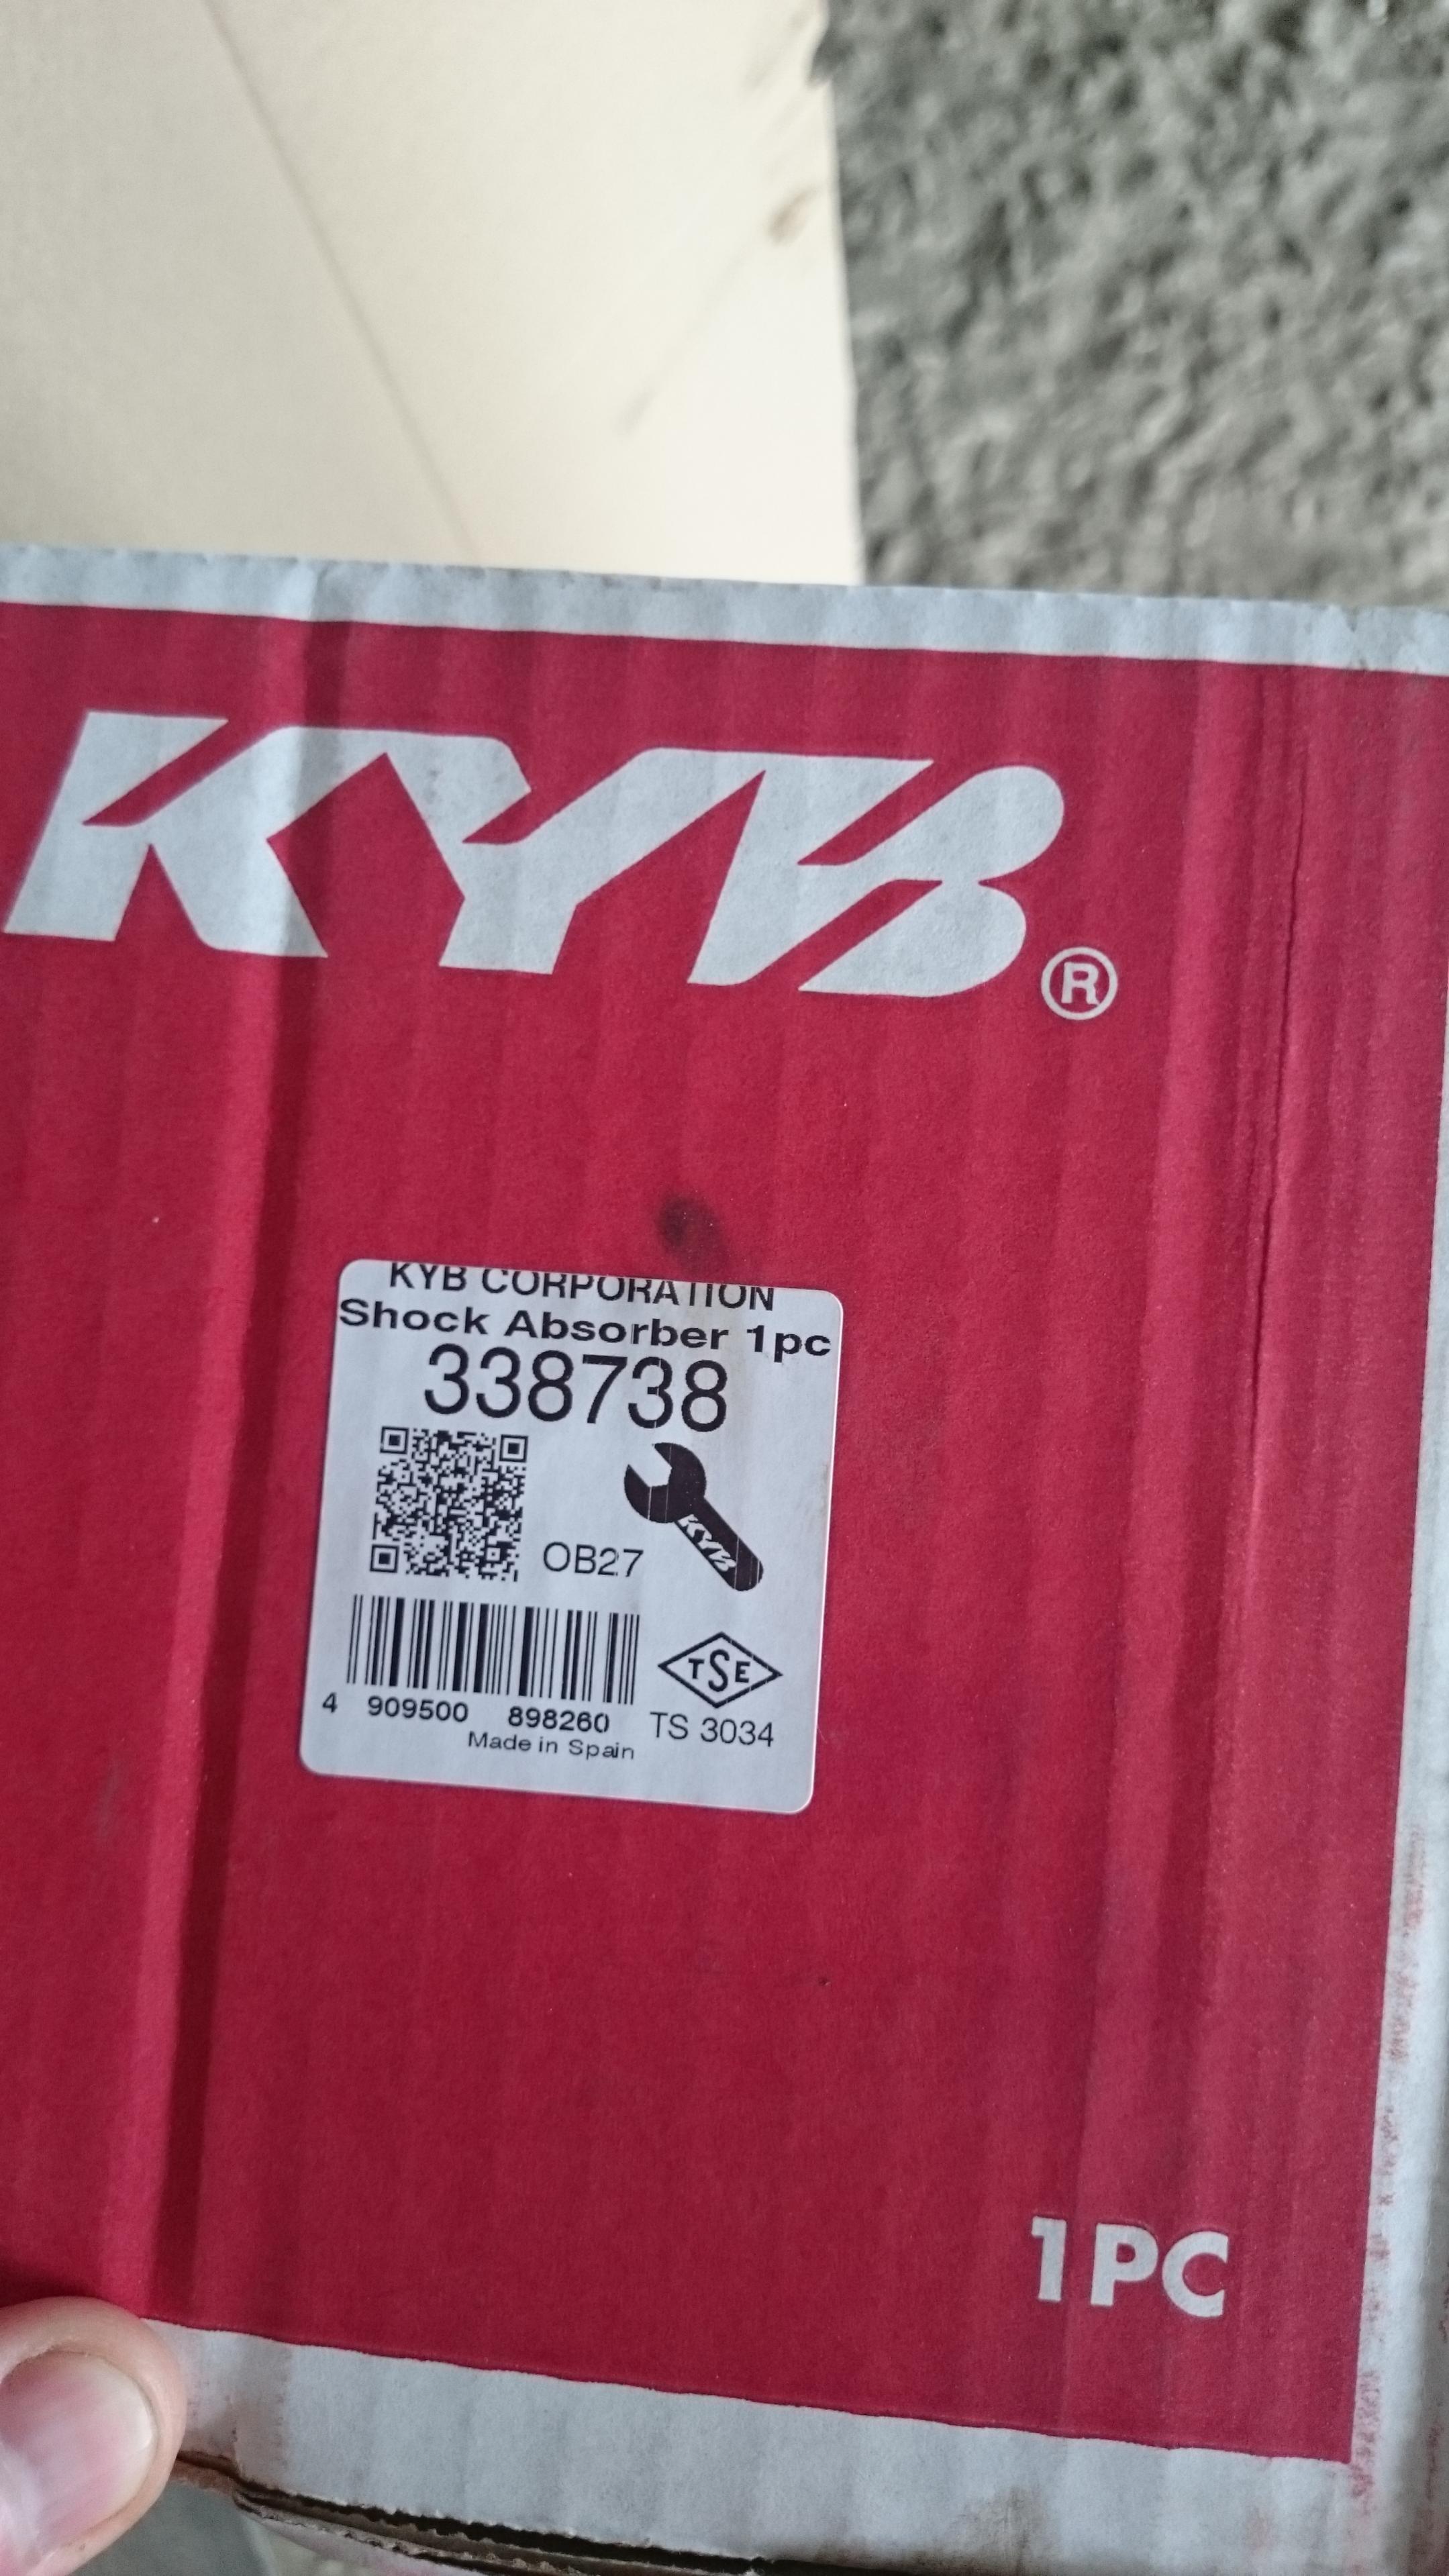 KYB®
KYB CORPORATION
Shock Absorber 1pc
338738
KYB
OB27
TSE
4 909500 898260
TS 3034
Made in Spain
1PC